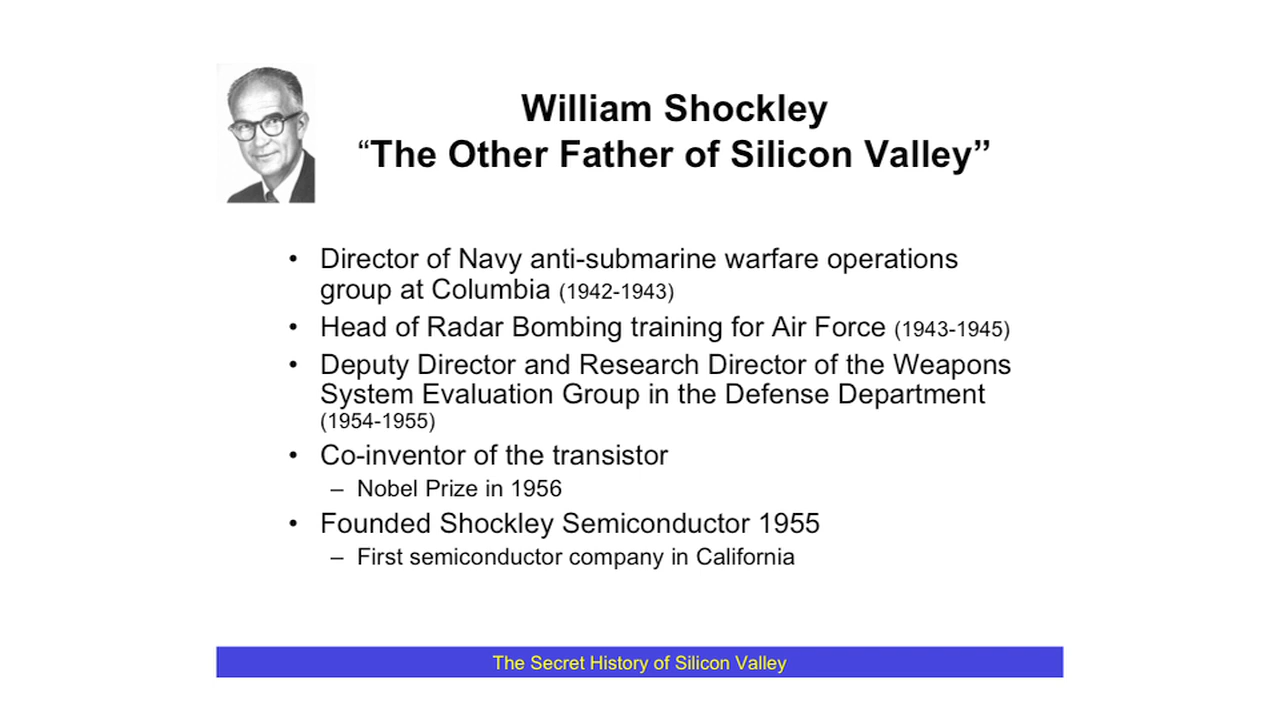 William Shockley
“The Other Father of Silicon Valley”
• Director of Navy anti-submarine warfare operations
group at Columbia (1942-1943)
• Head of Radar Bombing training for Air Force (1943-1945)
• Deputy Director and Research Director of the Weapons
System Evaluation Group in the Defense Department
(1954-1955)
• Co-inventor of the transistor
– Nobel Prize in 1956
• Founded Shockley Semiconductor 1955
– First semiconductor company in California
The Secret History of Silicon Valley